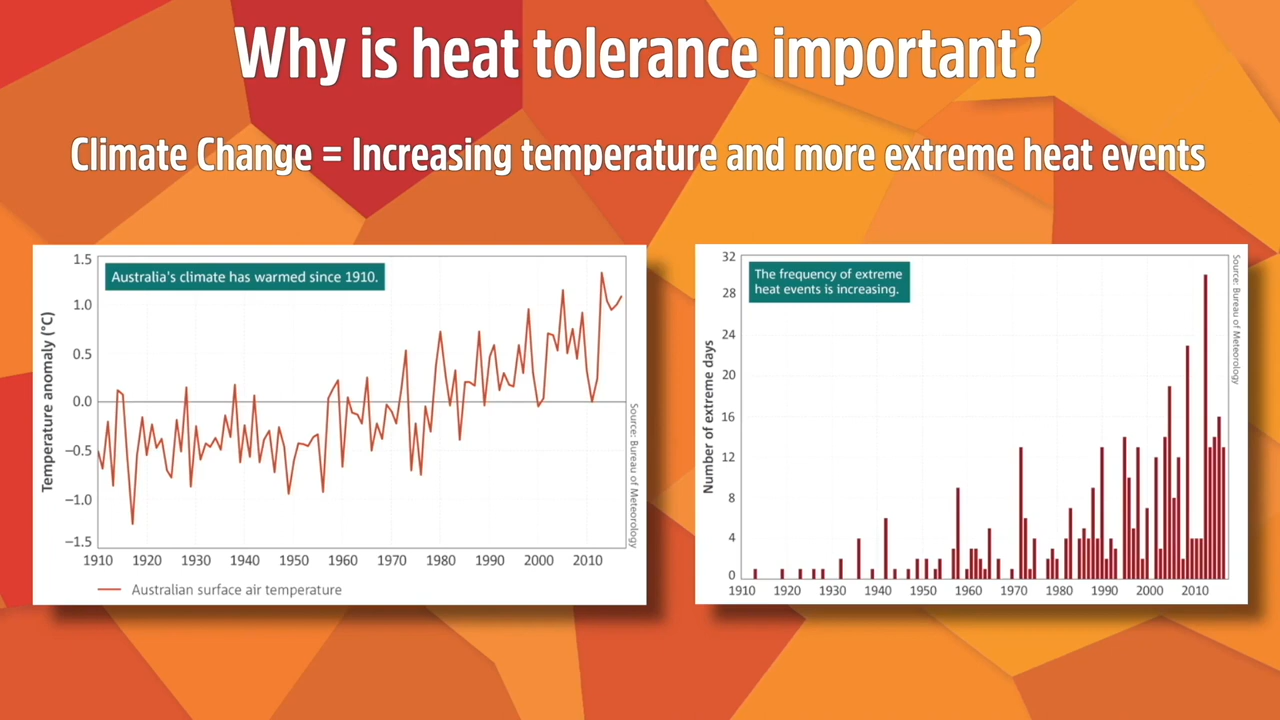 Why is heat tolerance important?
Climate Change = Increasing temperature and more extreme heat events
Australia's climate has warmed since 1910.
Temperature anomaly (°C)
1.5
1.0
0.5
0.0
−0.5
−1.0
−1.5
1910 1920 1930 1940 1950 1960 1970 1980 1990 2000 2010
Australian surface air temperature
Source: Bureau of Meteorology
The frequency of extreme
heat events is increasing.
Number of extreme days
32
28
24
20
16
12
8
4
0
1910 1920 1930 1940 1950 1960 1970 1980 1990 2000 2010
Source: Bureau of Meteorology